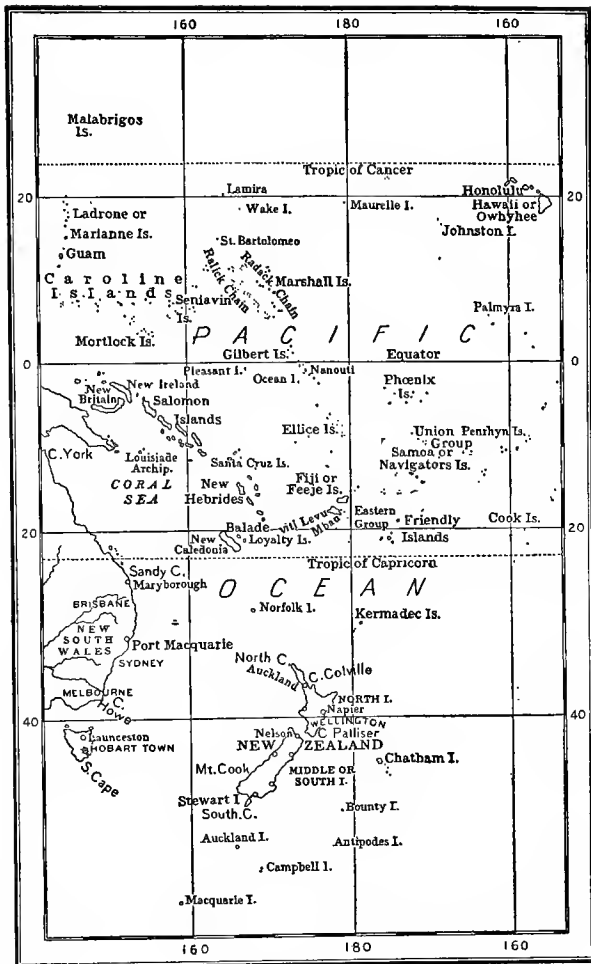 160 180 160
Malabrigos
Is.
Tropic of Cancer
20
Lamira
Honolulu
20
Ladrone or
Wake I.
Maurelle I.
Hawaii or
Owbyhee
Marianne Is.
Johnston I.
Guam
St. Bartolomeo
Caroline
Islands
Ralick Chain
Radack Chain
Marshall Is.
Seniavin
Is.
Palmyra I.
Mortlock Is.
PACIFIC
0
Gilbert Is.
Equator
0
Pleasant I.
Ocean I.
Nanouti
New Ireland
Phœnix
Is.
New
Britain
Salomon
Islands
Ellice Is.
Union
Group
Penrhyn Is.
C. York
Louisiade
Archip.
Santa Cyuz Is.
Samoa or
Navigators Is.
CORAL
SEA
New
Hebrides
Fiji or
Feeje Is.
Balade
viti Levu
Mban
Eastern
Group
Friendly
Islands
Cook Is.
20
New
Caledonia
Loyalty Is.
20
Tropic of Capricorn
Sandy C.
Maryborough
OCEAN
BRISBANE
Norfolk I.
Kermadec Is.
NEW
SOUTH
WALES
Port Macquarie
SYDNEY
North C.
Auckland
C. Colville
MELBOURNE
C.
Howe
NORTH I.
Napier
40
WELLINGTON
40
Launceston
Nelson
C Palliser
HOBART TOWN
NEW ZEALAND
S. Cape
Mt. Cook
MIDDLE OR
SOUTH I.
Chatham I.
Stewart I
South. C.
Bounty I.
Auckland I.
Antipodes I.
Campbell I.
Macquarie I.
160 180 160